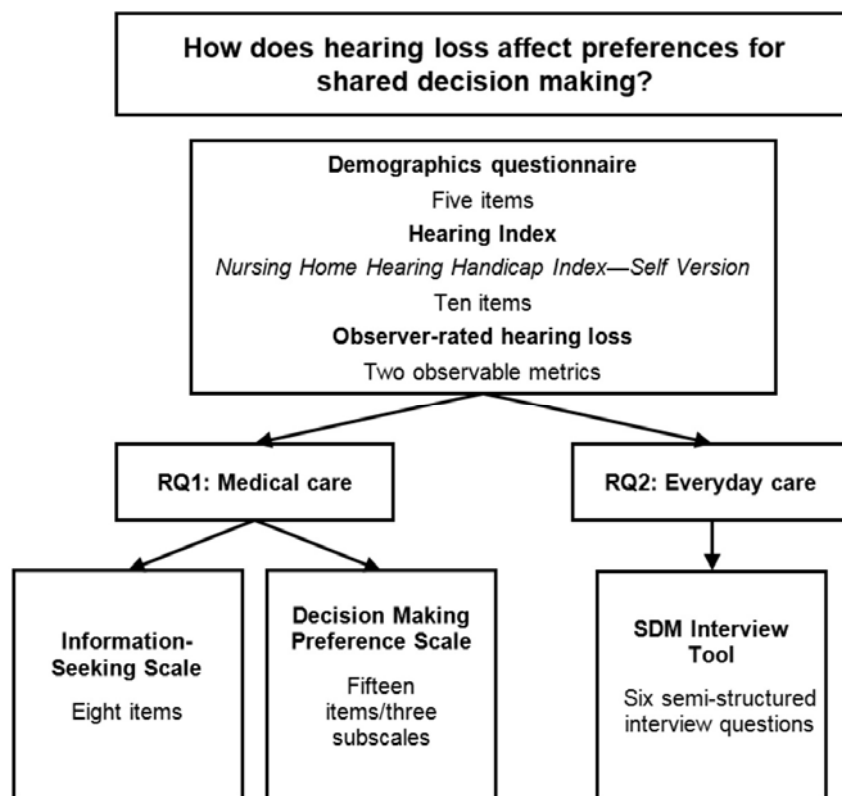 How does hearing loss affect preferences for
shared decision making?
Demographics questionnaire
Five items
Hearing Index
Nursing Home Hearing Handicap Index—Self Version
Ten items
Observer-rated hearing loss
Two observable metrics
RQ1: Medical care
RQ2: Everyday care
Information-
Seeking Scale
Eight items
Decision Making
Preference Scale
Fifteen
items/three
subscales
SDM Interview
Tool
Six semi-structured
interview questions